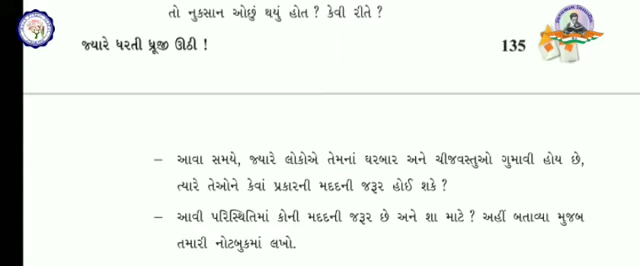 તો નુકસાન ઓછું થયું હોત ? કેવી રીતે ?
જ્યારે ધરતી ધ્રૂજી ઊઠી !
135
– આવા સમયે, જ્યારે લોકોએ તેમનાં ઘરબાર અને ચીજવસ્તુઓ ગુમાવી હોય છે,
ત્યારે તેઓને કેવાં પ્રકારની મદદની જરૂર હોઈ શકે ?
– આવી પરિસ્થિતિમાં કોની મદદની જરૂર છે અને શા માટે ? અહીં બતાવ્યા મુજબ
તમારી નોટબુકમાં લખો.